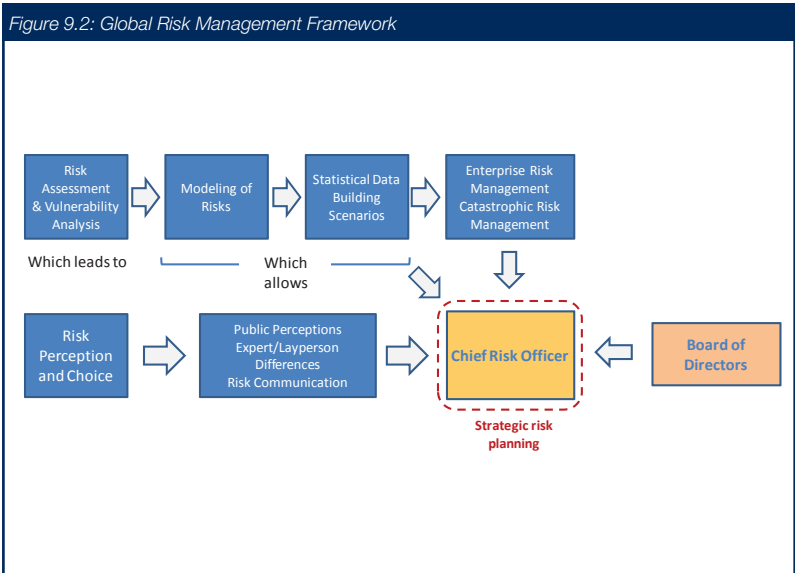 Figure 9.2: Global Risk Management Framework
Risk
Assessment
& Vulnerability
Analysis
Modeling of
Risks
Statistical Data
Building
Scenarios
Enterprise Risk
Management
Catastrophic Risk
Management
Which leads to
Which
allows
Risk
Perception
and Choice
Public Perceptions
Expert/Layperson
Differences
Risk Communication
Chief Risk Officer
Board of
Directors
Strategic risk
planning